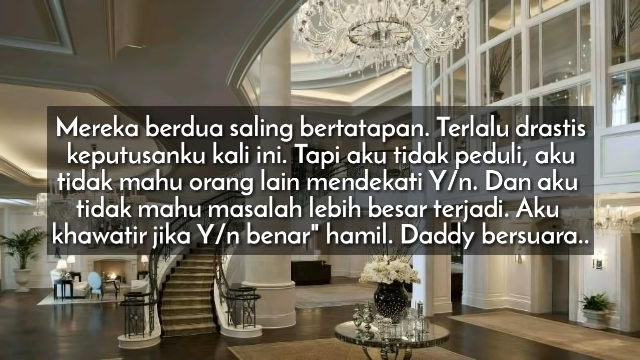 Mereka berdua saling bertatapan. Terlalu drastis
keputusanku kali ini. Tapi aku tidak peduli, aku
tidak mahu orang lain mendekati Y/n. Dan aku
tidak mahu masalah lebih besar terjadi. Aku
khawatir jika Y/n benar" hamil. Daddy bersuara..